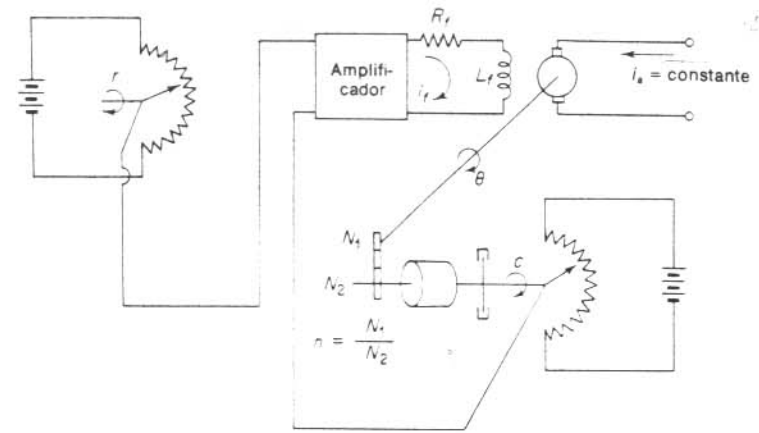 R_f
r
Amplifi-
cador
i_f
L_f
i_a = constante
θ
N_1
c
N_2
n = N_1 / N_2